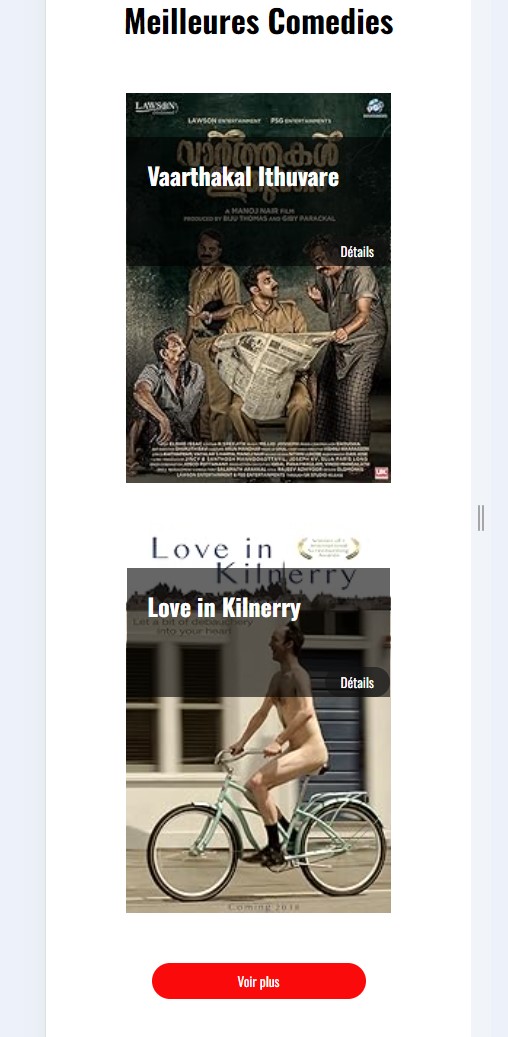 Meilleures Comedies
LAWSON
LAWSON ENTERTAINMENT PSG ENTERTAINMENTS
വാർത്തകൾ
ഇതുവരെ
Vaarthakal Ithuvare
A MANOJ NAIR FILM
PRODUCED BY BIJU THOMAS AND GIBY PARACKAL
Détails
Love in
Kilnerry
Love in Kilnerry
Let a bit of debauchery
into your heart
Détails
Coming 2018
Voir plus